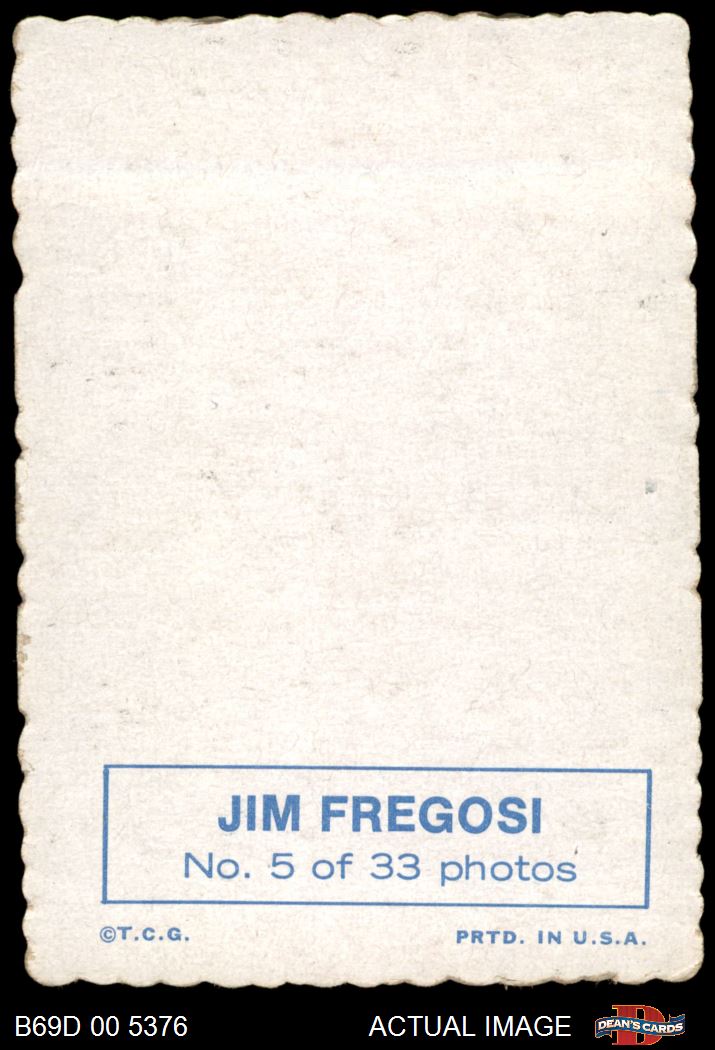 JIM FREGOSI
No. 5 of 33 photos
©T.C.G.
PRTD. IN U.S.A.
B69D 00 5376
ACTUAL IMAGE
DEAN'S CARDS